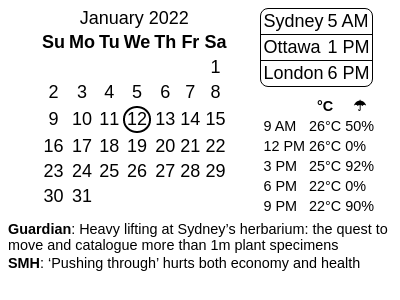 January 2022
Su Mo Tu We Th Fr Sa
1
2 3 4 5 6 7 8
9 10 11 12 13 14 15
16 17 18 19 20 21 22
23 24 25 26 27 28 29
30 31
Sydney 5 AM
Ottawa 1 PM
London 6 PM
°C ☂
9 AM 26°C 50%
12 PM 26°C 0%
3 PM 25°C 92%
6 PM 22°C 0%
9 PM 22°C 90%
Guardian: Heavy lifting at Sydney’s herbarium: the quest to
move and catalogue more than 1m plant specimens
SMH: ‘Pushing through’ hurts both economy and health